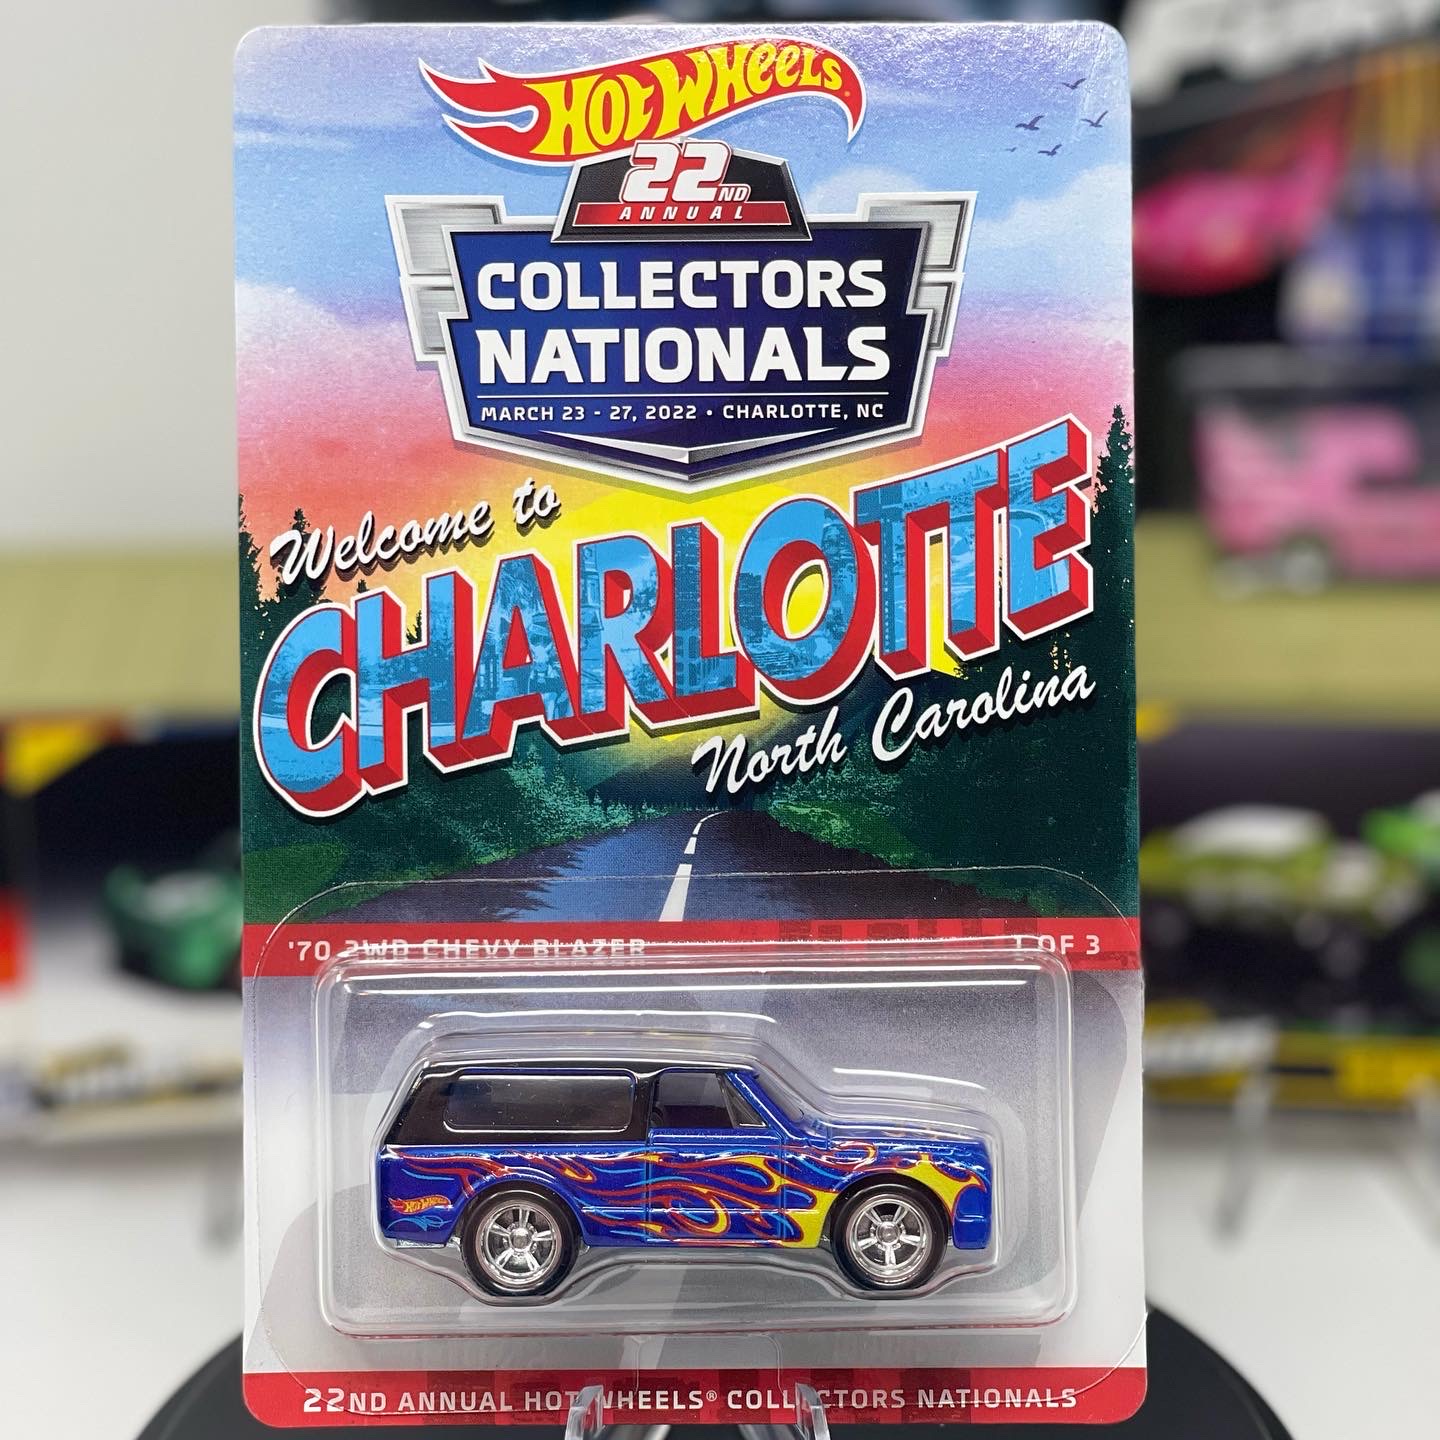 HOT WHEELS
22ND
ANNUAL
COLLECTORS
NATIONALS
MARCH 23 - 27, 2022 • CHARLOTTE, NC
Welcome to
CHARLOTTE
North Carolina
'70 2WD CHEVY BLAZER 1 OF 3
HOT WHEELS
22ND ANNUAL HOT WHEELS® COLLECTORS NATIONALS